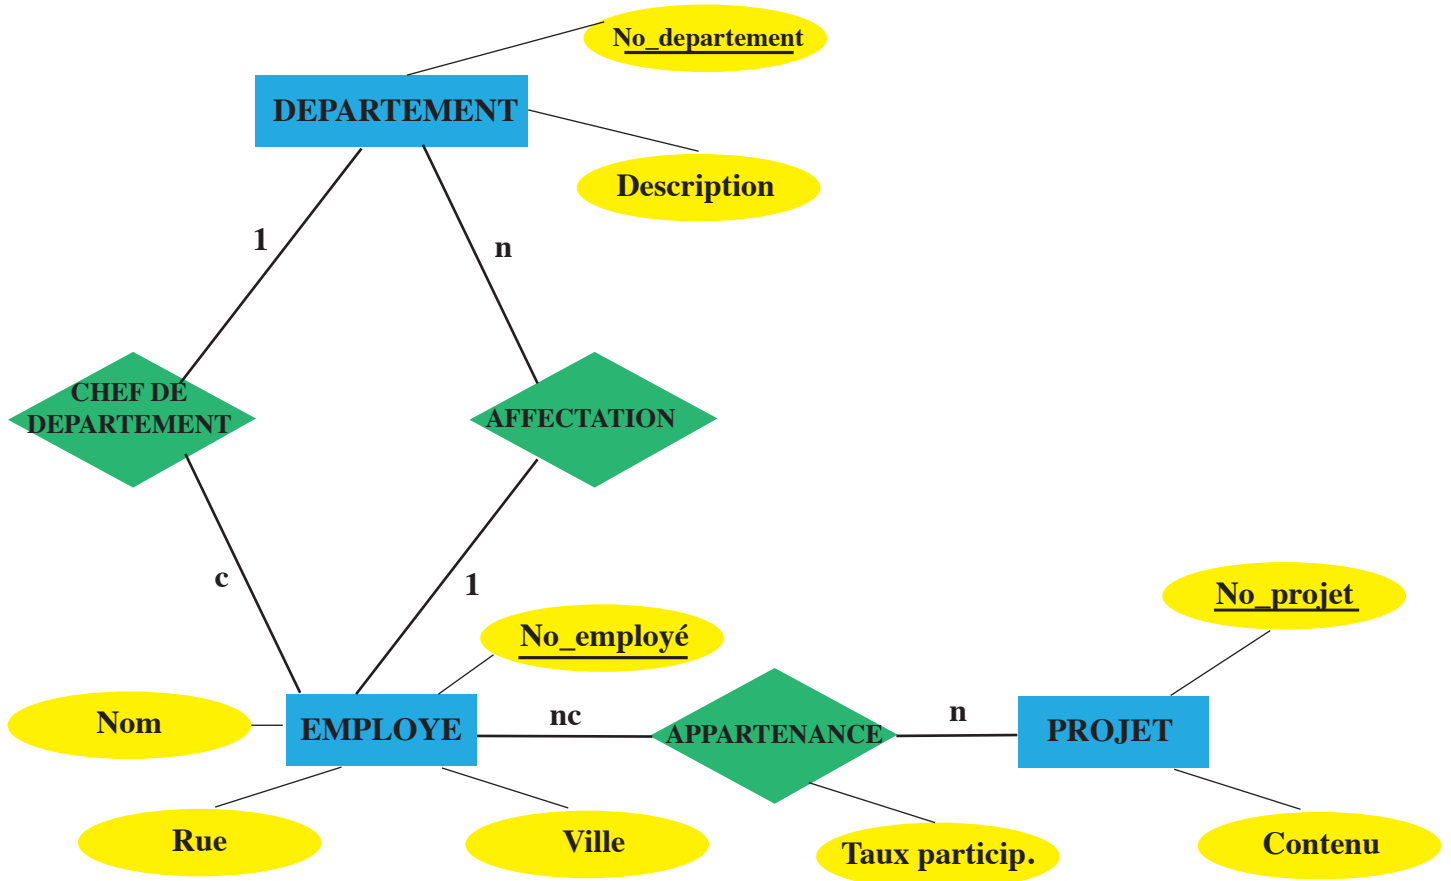 No_departement
DEPARTEMENT
Description
1
n
CHEF DE
DEPARTEMENT
AFFECTATION
c
1
No_projet
No_employé
Nom
EMPLOYE
nc
APPARTENANCE
n
PROJET
Rue
Ville
Taux particip.
Contenu